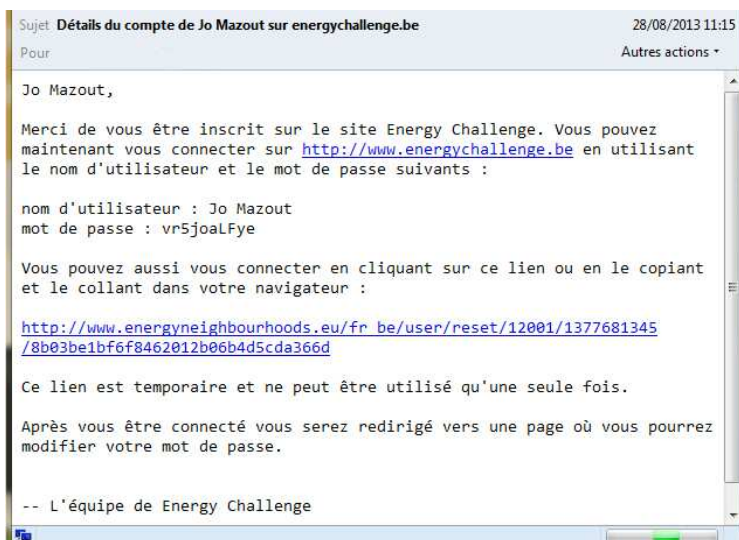 Sujet Détails du compte de Jo Mazout sur energychallenge.be 28/08/2013 11:15
Pour Autres actions
Jo Mazout,
Merci de vous être inscrit sur le site Energy Challenge. Vous pouvez
maintenant vous connecter sur http://www.energychallenge.be en utilisant
le nom d'utilisateur et le mot de passe suivants :
nom d'utilisateur : Jo Mazout
mot de passe : vr5joaLFye
Vous pouvez aussi vous connecter en cliquant sur ce lien ou en le copiant
et le collant dans votre navigateur :
http://www.energyneighbourhoods.eu/fr_be/user/reset/12001/1377681345
/8b03be1bf6f8462012b06b4d5cda366d
Ce lien est temporaire et ne peut être utilisé qu'une seule fois.
Après vous être connecté vous serez redirigé vers une page où vous pourrez
modifier votre mot de passe.
-- L'équipe de Energy Challenge